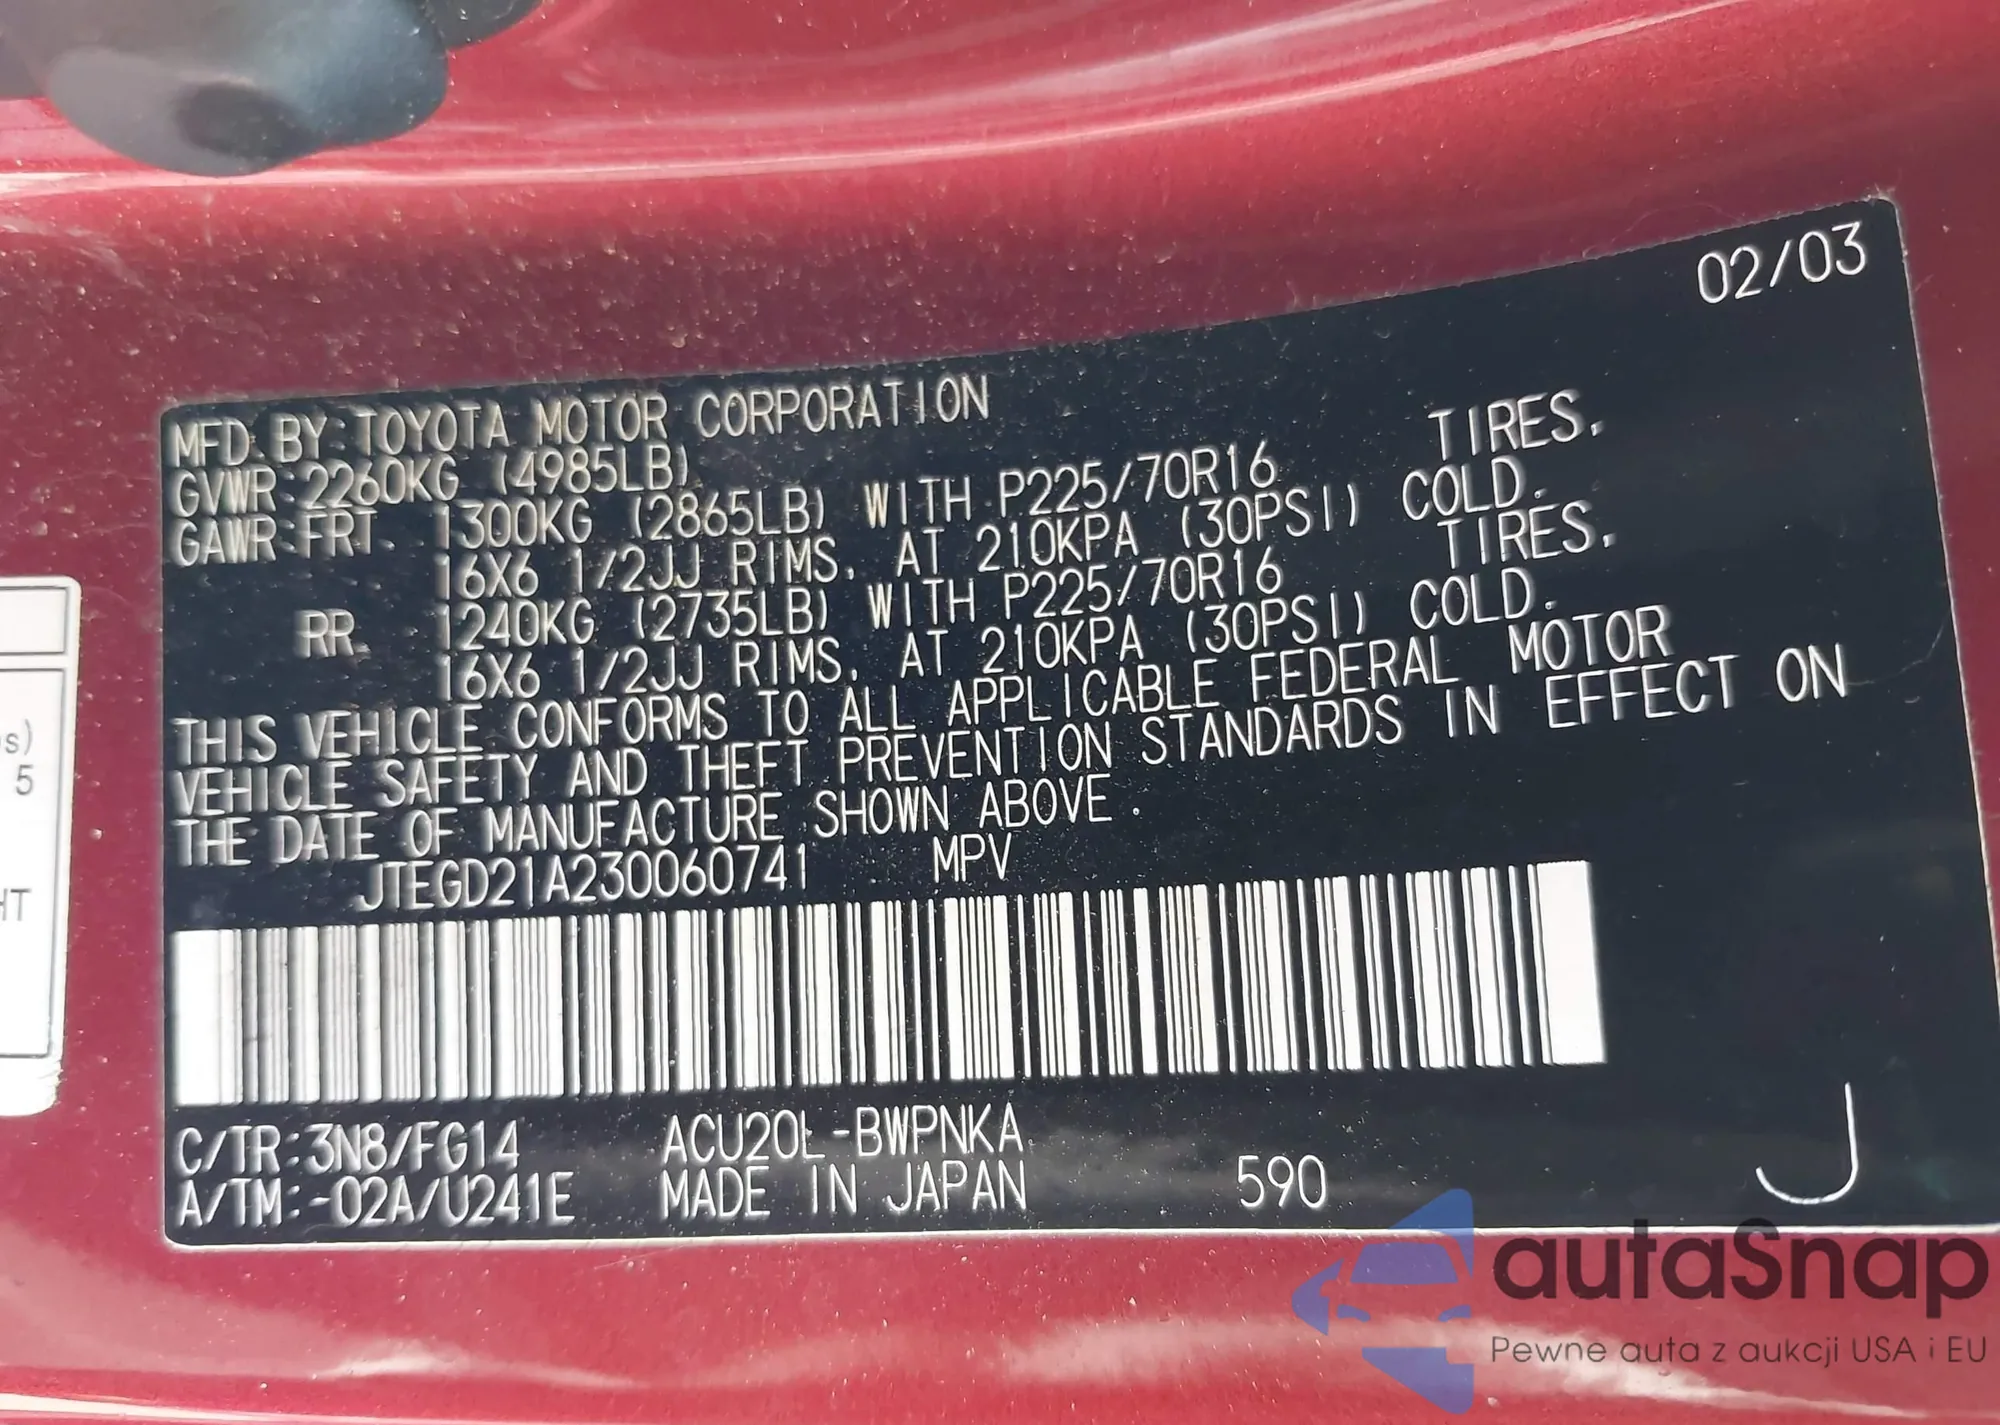 02/03
MFD. BY: TOYOTA MOTOR CORPORATION
GVWR: 2260KG (4985LB)
GAWR: FRT. 1300KG (2865LB) WITH P225/70R16 TIRES.
16X6 1/2JJ RIMS, AT 210KPA (30PSI) COLD.
RR. 1240KG (2735LB) WITH P225/70R16 TIRES.
16X6 1/2JJ RIMS, AT 210KPA (30PSI) COLD.
THIS VEHICLE CONFORMS TO ALL APPLICABLE FEDERAL MOTOR
VEHICLE SAFETY AND THEFT PREVENTION STANDARDS IN EFFECT ON
THE DATE OF MANUFACTURE SHOWN ABOVE.
JTEGD21A230060741 MPV
C/TR:3N8/FG14 ACU20L-BWPNKA
A/TM:-02A/U241E MADE IN JAPAN 590 J
s)
5
HT
autaSnap
Pewne auta z aukcji USA i EU